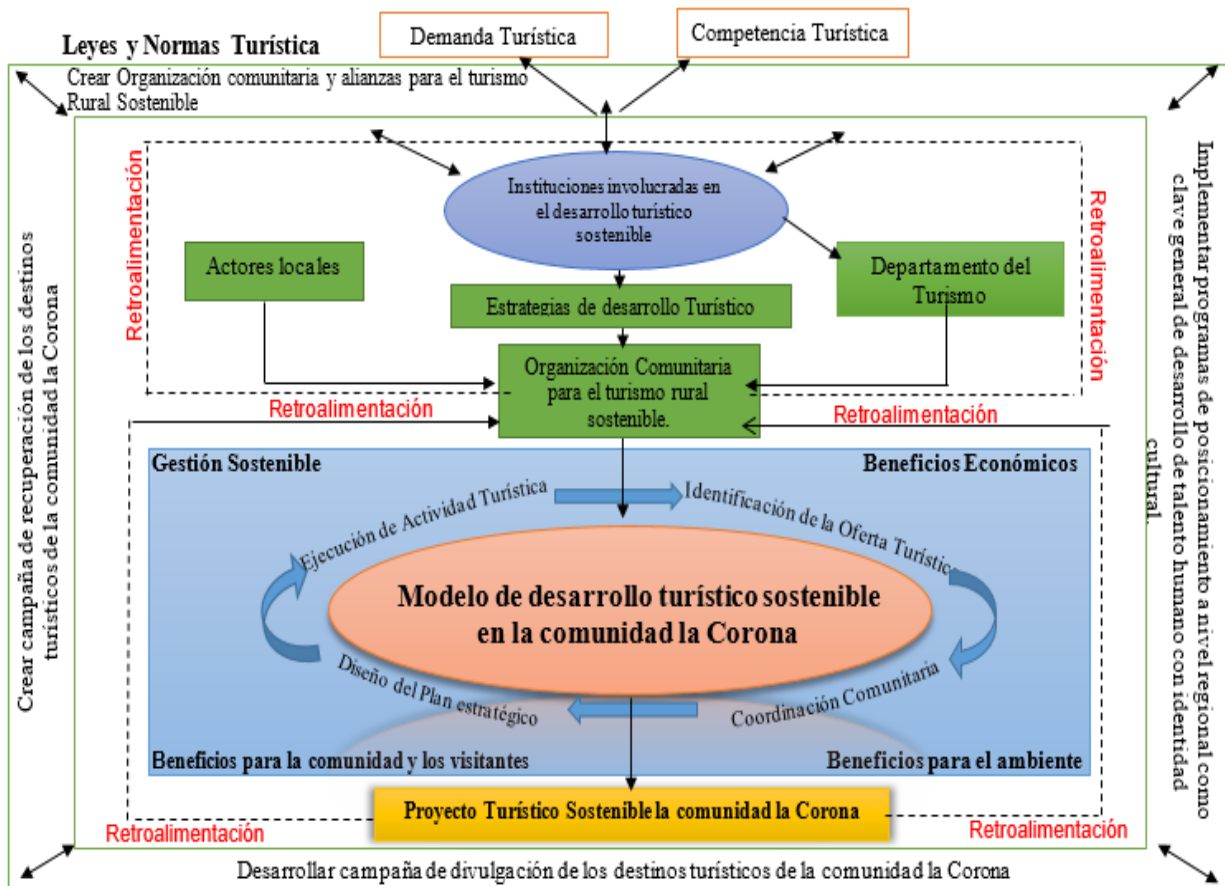 Demanda Turística
Competencia Turística
Leyes y Normas Turística
Crear Organización comunitaria y alianzas para el turismo
Rural Sostenible
Retroalimentación
Retroalimentación
Instituciones involucradas en
el desarrollo turístico
sostenible
Actores locales
Departamento del
Turismo
Estrategias de desarrollo Turístico
Organización Comunitaria
para el turismo rural
sostenible.
Retroalimentación
Retroalimentación
Crear campaña de recuperación de los destinos
turísticos de la comunidad la Corona
Implementar programas de posicionamiento a nivel regional como
clave general de desarrollo de talento humano con identidad
cultural.
Gestión Sostenible
Beneficios Económicos
Ejecución de Actividad Turística
Identificación de la Oferta Turística
Modelo de desarrollo turístico sostenible
en la comunidad la Corona
Diseño del Plan estratégico
Coordinación Comunitaria
Beneficios para la comunidad y los visitantes
Beneficios para el ambiente
Proyecto Turístico Sostenible la comunidad la Corona
Retroalimentación
Retroalimentación
Desarrollar campaña de divulgación de los destinos turísticos de la comunidad la Corona